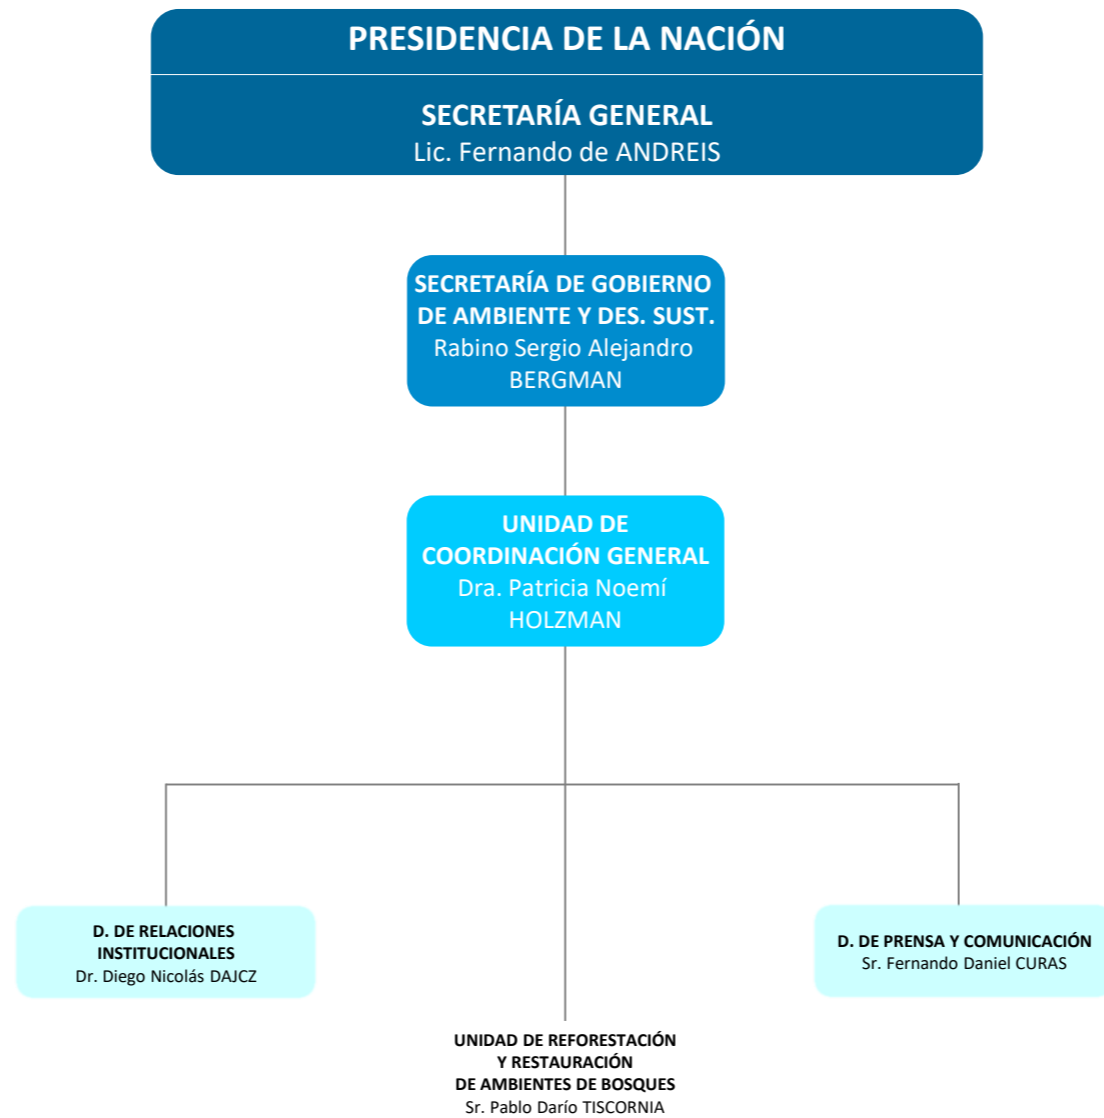 PRESIDENCIA DE LA NACIÓN
SECRETARÍA GENERAL
Lic. Fernando de ANDREIS
SECRETARÍA DE GOBIERNO
DE AMBIENTE Y DES. SUST.
Rabino Sergio Alejandro
BERGMAN
UNIDAD DE
COORDINACIÓN GENERAL
Dra. Patricia Noemí
HOLZMAN
D. DE RELACIONES
INSTITUCIONALES
Dr. Diego Nicolás DAJCZ
D. DE PRENSA Y COMUNICACIÓN
Sr. Fernando Daniel CURAS
UNIDAD DE REFORESTACIÓN
Y RESTAURACIÓN
DE AMBIENTES DE BOSQUES
Sr. Pablo Darío TISCORNIA